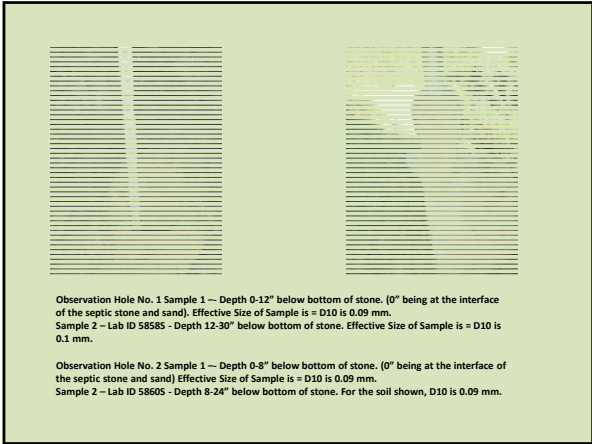 Observation Hole No. 1 Sample 1 –- Depth 0-12” below bottom of stone. (0” being at the interface
of the septic stone and sand). Effective Size of Sample is = D10 is 0.09 mm.
Sample 2 – Lab ID 5858S - Depth 12-30” below bottom of stone. Effective Size of Sample is = D10 is
0.1 mm.
Observation Hole No. 2 Sample 1 –- Depth 0-8” below bottom of stone. (0” being at the interface of
the septic stone and sand) Effective Size of Sample is = D10 is 0.09 mm.
Sample 2 – Lab ID 5860S - Depth 8-24” below bottom of stone. For the soil shown, D10 is 0.09 mm.